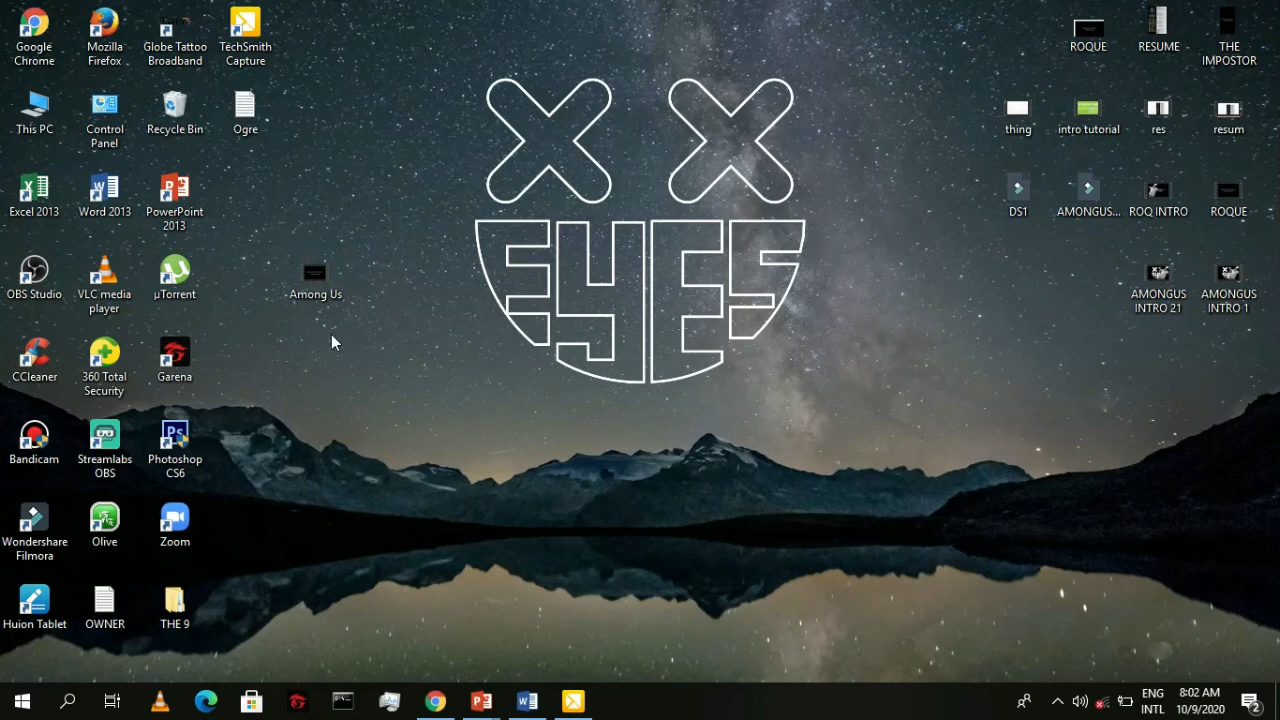 Google
Chrome
Mozilla
Firefox
Globe Tattoo
Broadband
TechSmith
Capture
ROQUE
RESUME
THE
IMPOSTOR
This PC
Control
Panel
Recycle Bin
Ogre
thing
intro tutorial
res
resum
Excel 2013
Word 2013
PowerPoint
2013
DS1
AMONGUS...
ROQ INTRO
ROQUE
EYES
OBS Studio
VLC media
player
µTorrent
Among Us
AMONGUS
INTRO 21
AMONGUS
INTRO 1
CCleaner
360 Total
Security
Garena
Bandicam
Streamlabs
OBS
Ps
Photoshop
CS6
Wondershare
Filmora
Olive
Zoom
Huion Tablet
OWNER
THE 9
ENG
INTL
8:02 AM
10/9/2020
2